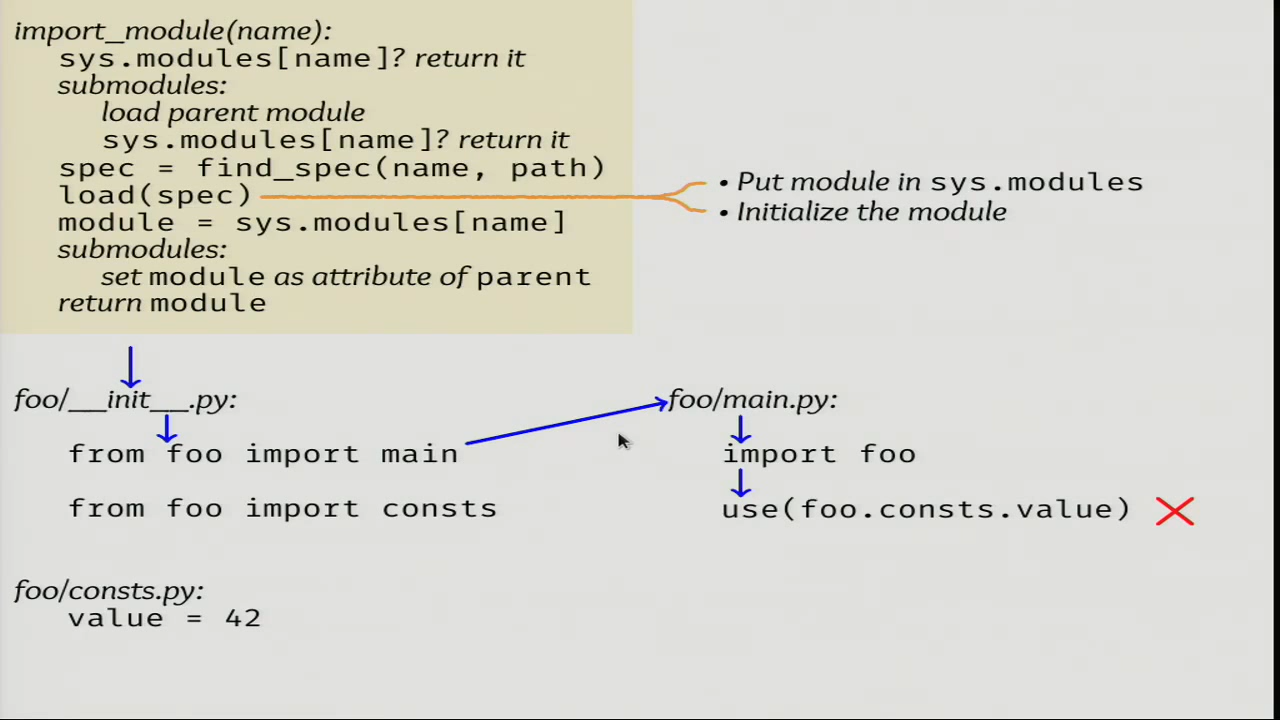 import_module(name):
sys.modules[name]? return it
submodules:
load parent module
sys.modules[name]? return it
spec = find_spec(name, path)
load(spec)
module = sys.modules[name]
submodules:
set module as attribute of parent
return module
• Put module in sys.modules
• Initialize the module
foo/__init__.py:
from foo import main
from foo import consts
foo/main.py:
import foo
use(foo.consts.value)
foo/consts.py:
value = 42